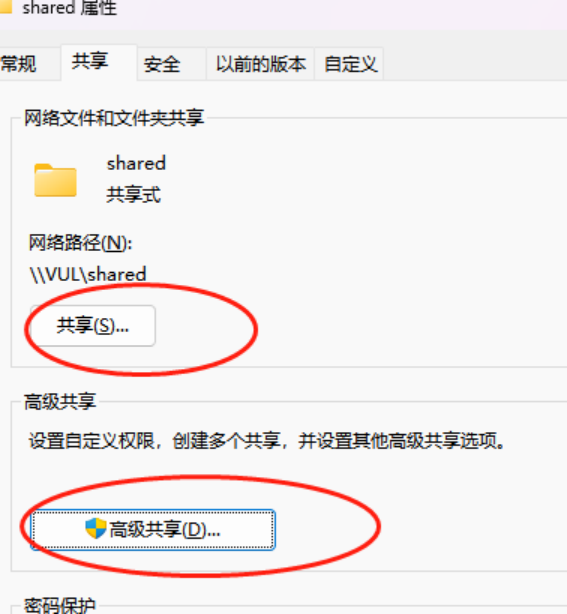 shared 属性
常规 共享 安全 以前的版本 自定义
网络文件和文件夹共享
shared
共享式
网络路径(N):
\\VUL\shared
共享(S)...
高级共享
设置自定义权限，创建多个共享，并设置其他高级共享选项。
高级共享(D)...
密码保护